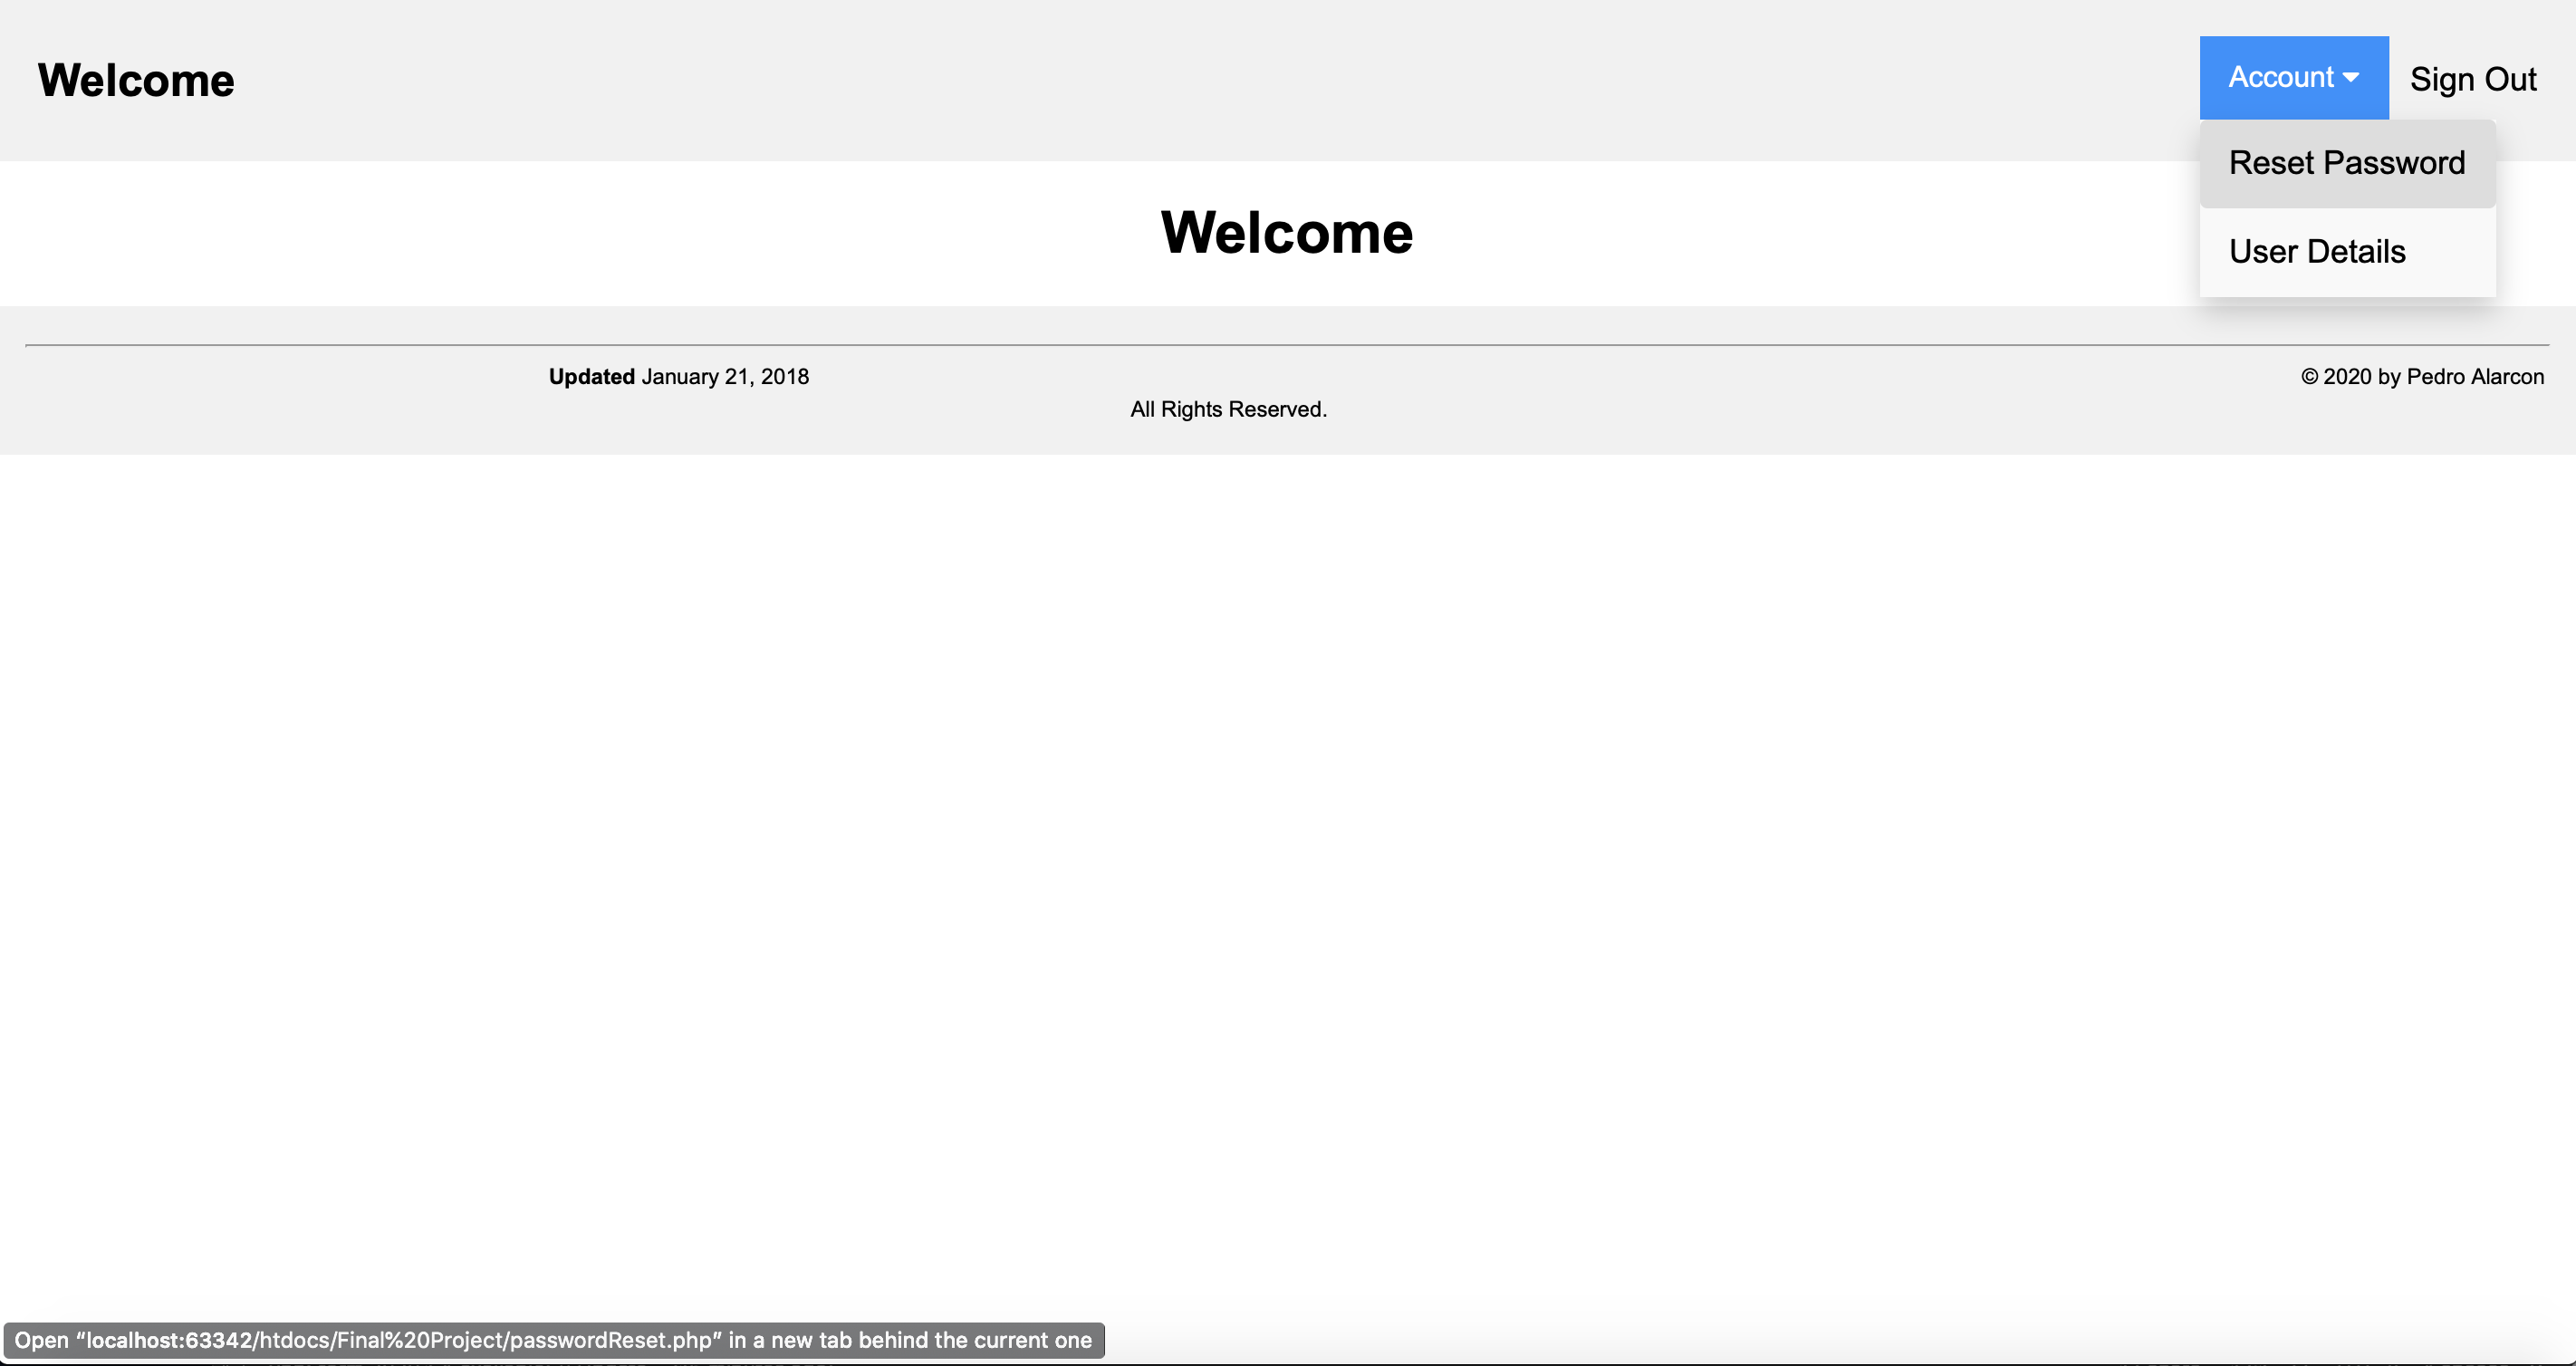 Welcome
Account
Sign Out
Reset Password
User Details
Welcome
Updated January 21, 2018
© 2020 by Pedro Alarcon
All Rights Reserved.
Open “localhost:63342/htdocs/Final%20Project/passwordReset.php” in a new tab behind the current one